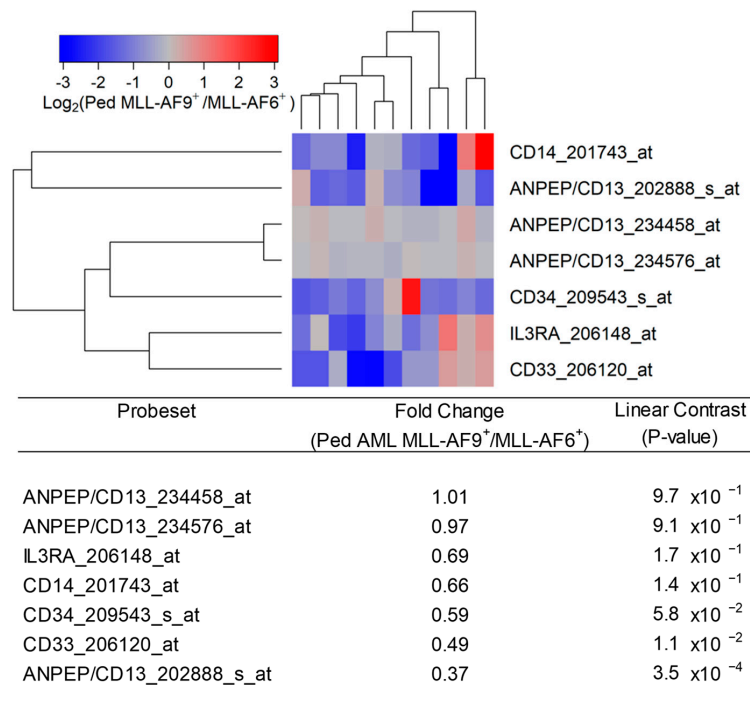 -3 -2 -1 0 1 2 3
Log₂(Ped MLL-AF9⁺/MLL-AF6⁺)
CD14_201743_at
ANPEP/CD13_202888_s_at
ANPEP/CD13_234458_at
ANPEP/CD13_234576_at
CD34_209543_s_at
IL3RA_206148_at
CD33_206120_at
Probeset Fold Change Linear Contrast
(Ped AML MLL-AF9⁺/MLL-AF6⁺) (P-value)
ANPEP/CD13_234458_at 1.01 9.7 x10 ⁻¹
ANPEP/CD13_234576_at 0.97 9.1 x10 ⁻¹
IL3RA_206148_at 0.69 1.7 x10 ⁻¹
CD14_201743_at 0.66 1.4 x10 ⁻¹
CD34_209543_s_at 0.59 5.8 x10 ⁻²
CD33_206120_at 0.49 1.1 x10 ⁻²
ANPEP/CD13_202888_s_at 0.37 3.5 x10 ⁻⁴